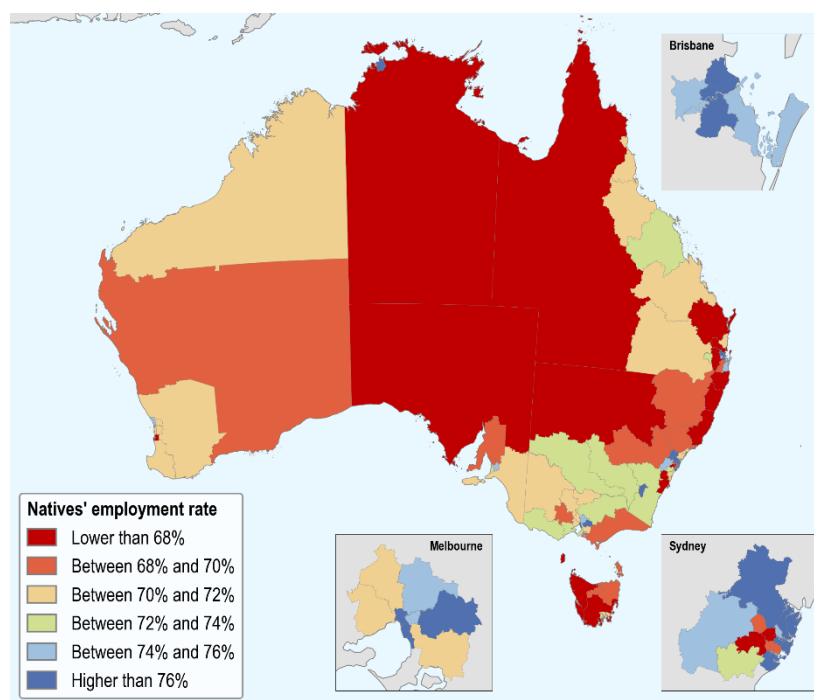 Brisbane
Natives' employment rate
Lower than 68%
Between 68% and 70%
Between 70% and 72%
Between 72% and 74%
Between 74% and 76%
Higher than 76%
Melbourne
Sydney